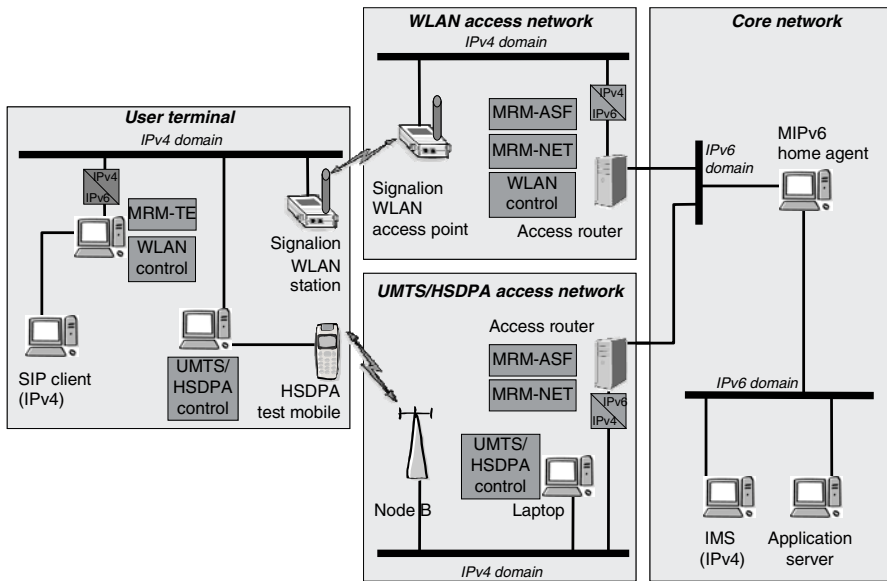 User terminal
IPv4 domain
IPv4
IPv6
MRM-TE
WLAN
control
Signalion
WLAN
station
SIP client
(IPv4)
UMTS/
HSDPA
control
HSDPA
test mobile
WLAN access network
IPv4 domain
IPv4
IPv6
MRM-ASF
MRM-NET
WLAN
control
Signalion
WLAN
access point
Access router
UMTS/HSDPA access network
Access router
MRM-ASF
MRM-NET
IPv6
IPv4
UMTS/
HSDPA
control
Node B
Laptop
IPv4 domain
Core network
IPv6
domain
MIPv6
home agent
IPv6 domain
IMS
(IPv4)
Application
server